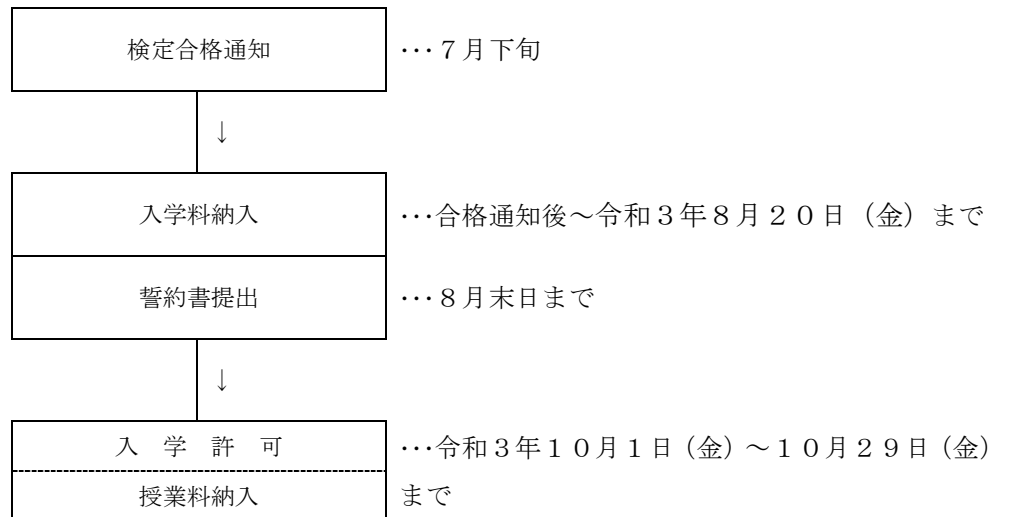 検定合格通知 ･･･７月下旬
↓
入学料納入 ･･･合格通知後～令和３年８月２０日（金）まで
誓約書提出 ･･･８月末日まで
↓
入　学　許　可 ･･･令和３年１０月１日（金）～１０月２９日（金）
授業料納入 まで